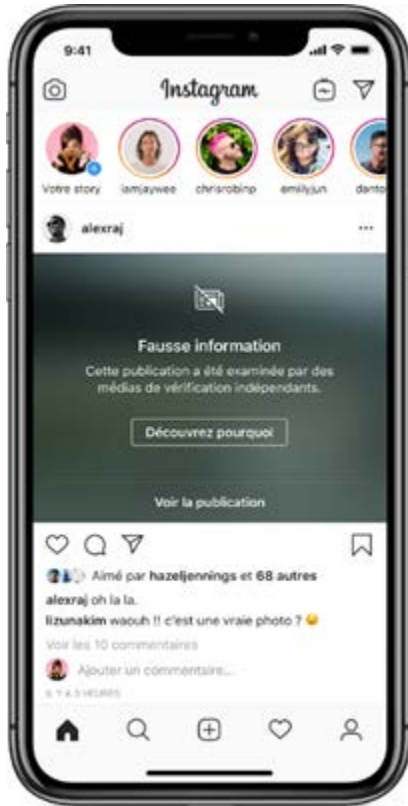 9:41
Instagram
Votre story
iamjaywee
chrisrobinp
emilyjun
danto
alexraj
Fausse information
Cette publication a été examinée par des
médias de vérification indépendants.
Découvrez pourquoi
Voir la publication
Aimé par hazeljennings et 68 autres
alexraj oh la la.
lizunakim waouh !! c'est une vraie photo ? 😉
Voir les 10 commentaires
Ajouter un commentaire...
HEURES